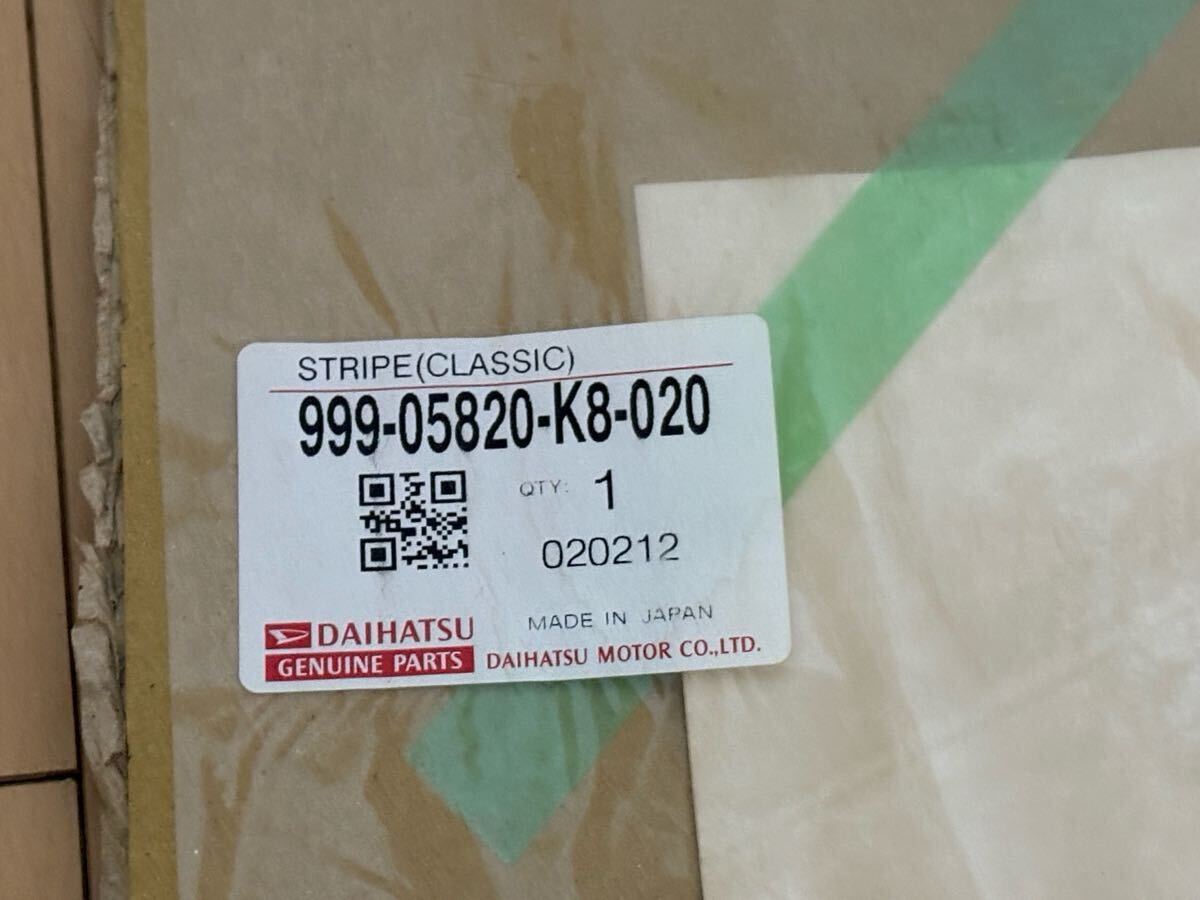 STRIPE(CLASSIC)
999-05820-K8-020
QTY: 1
020212
MADE IN JAPAN
DAIHATSU
GENUINE PARTS
DAIHATSU MOTOR CO.,LTD.